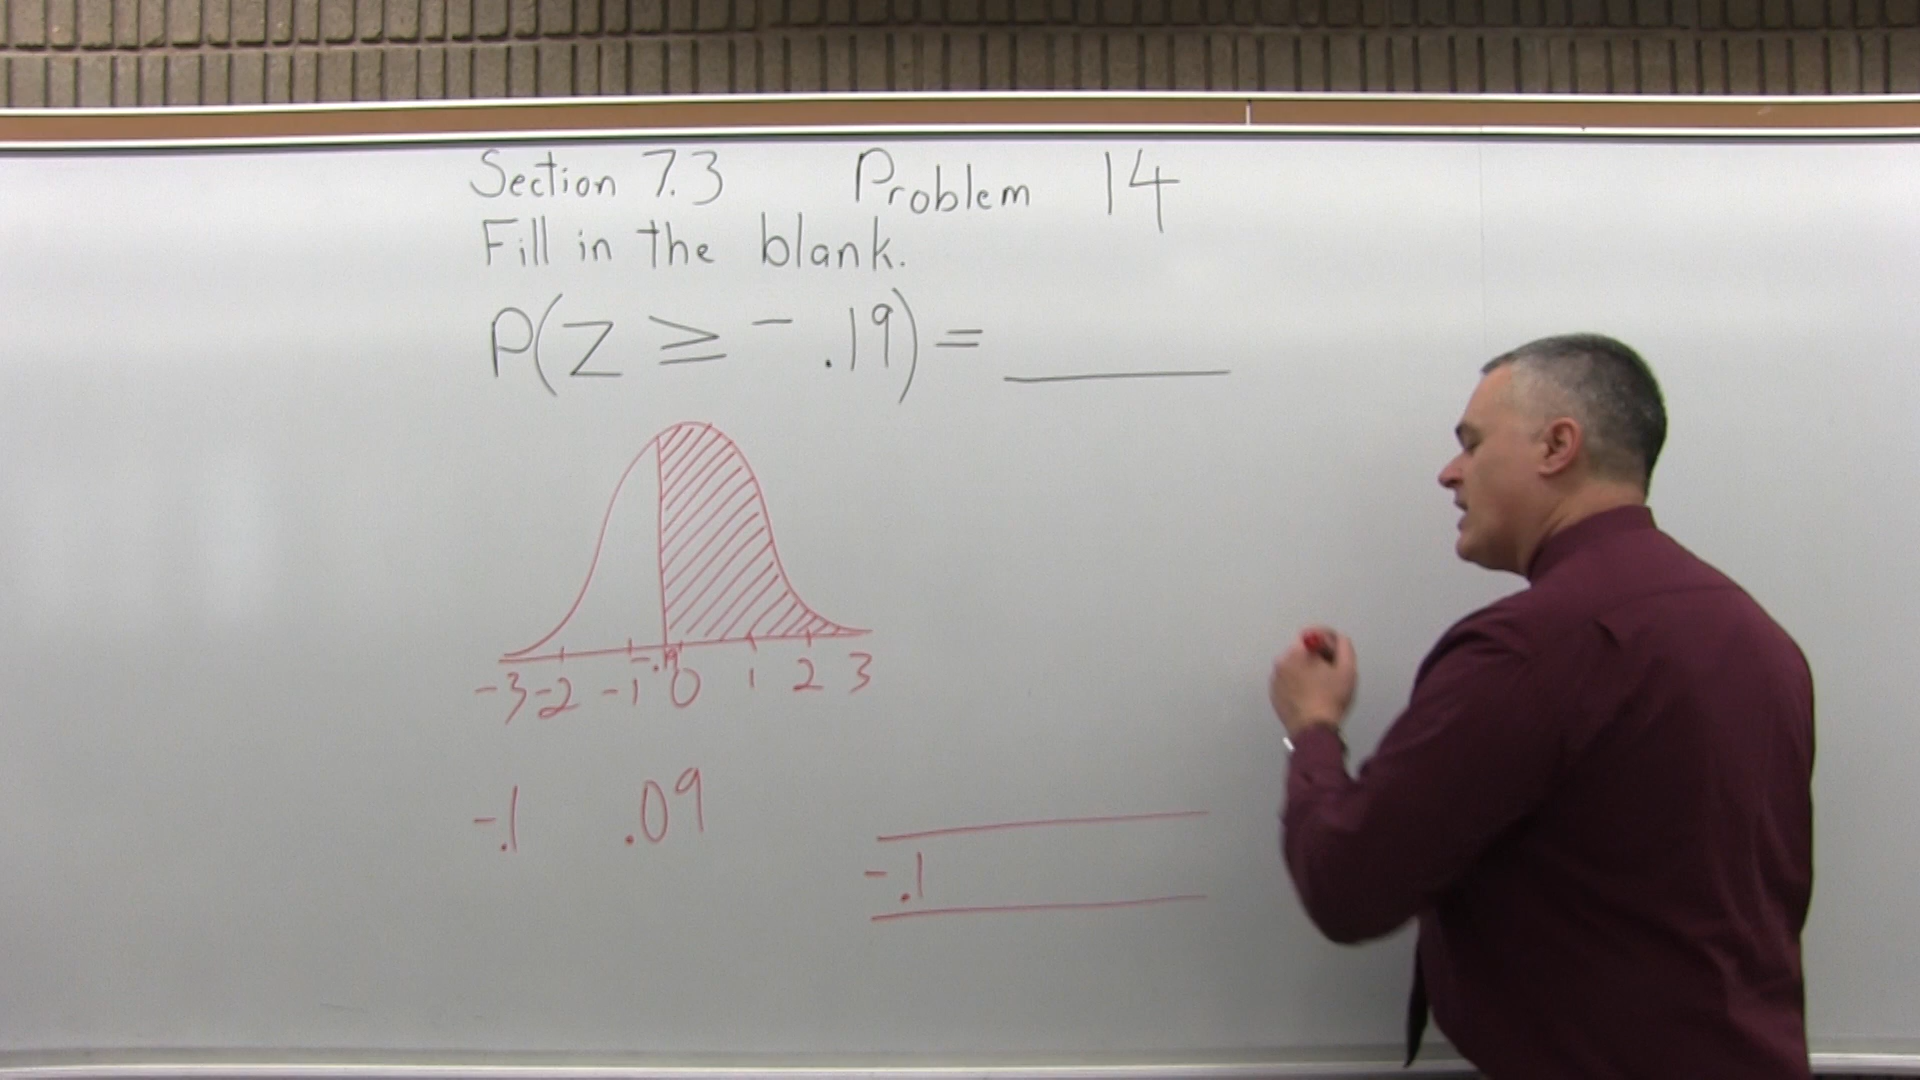 Section 7.3 Problem 14
Fill in the blank.
P(Z ≥ -.19) = ______
-.19
-3 -2 -1 0 1 2 3
-.1 .09
-.1